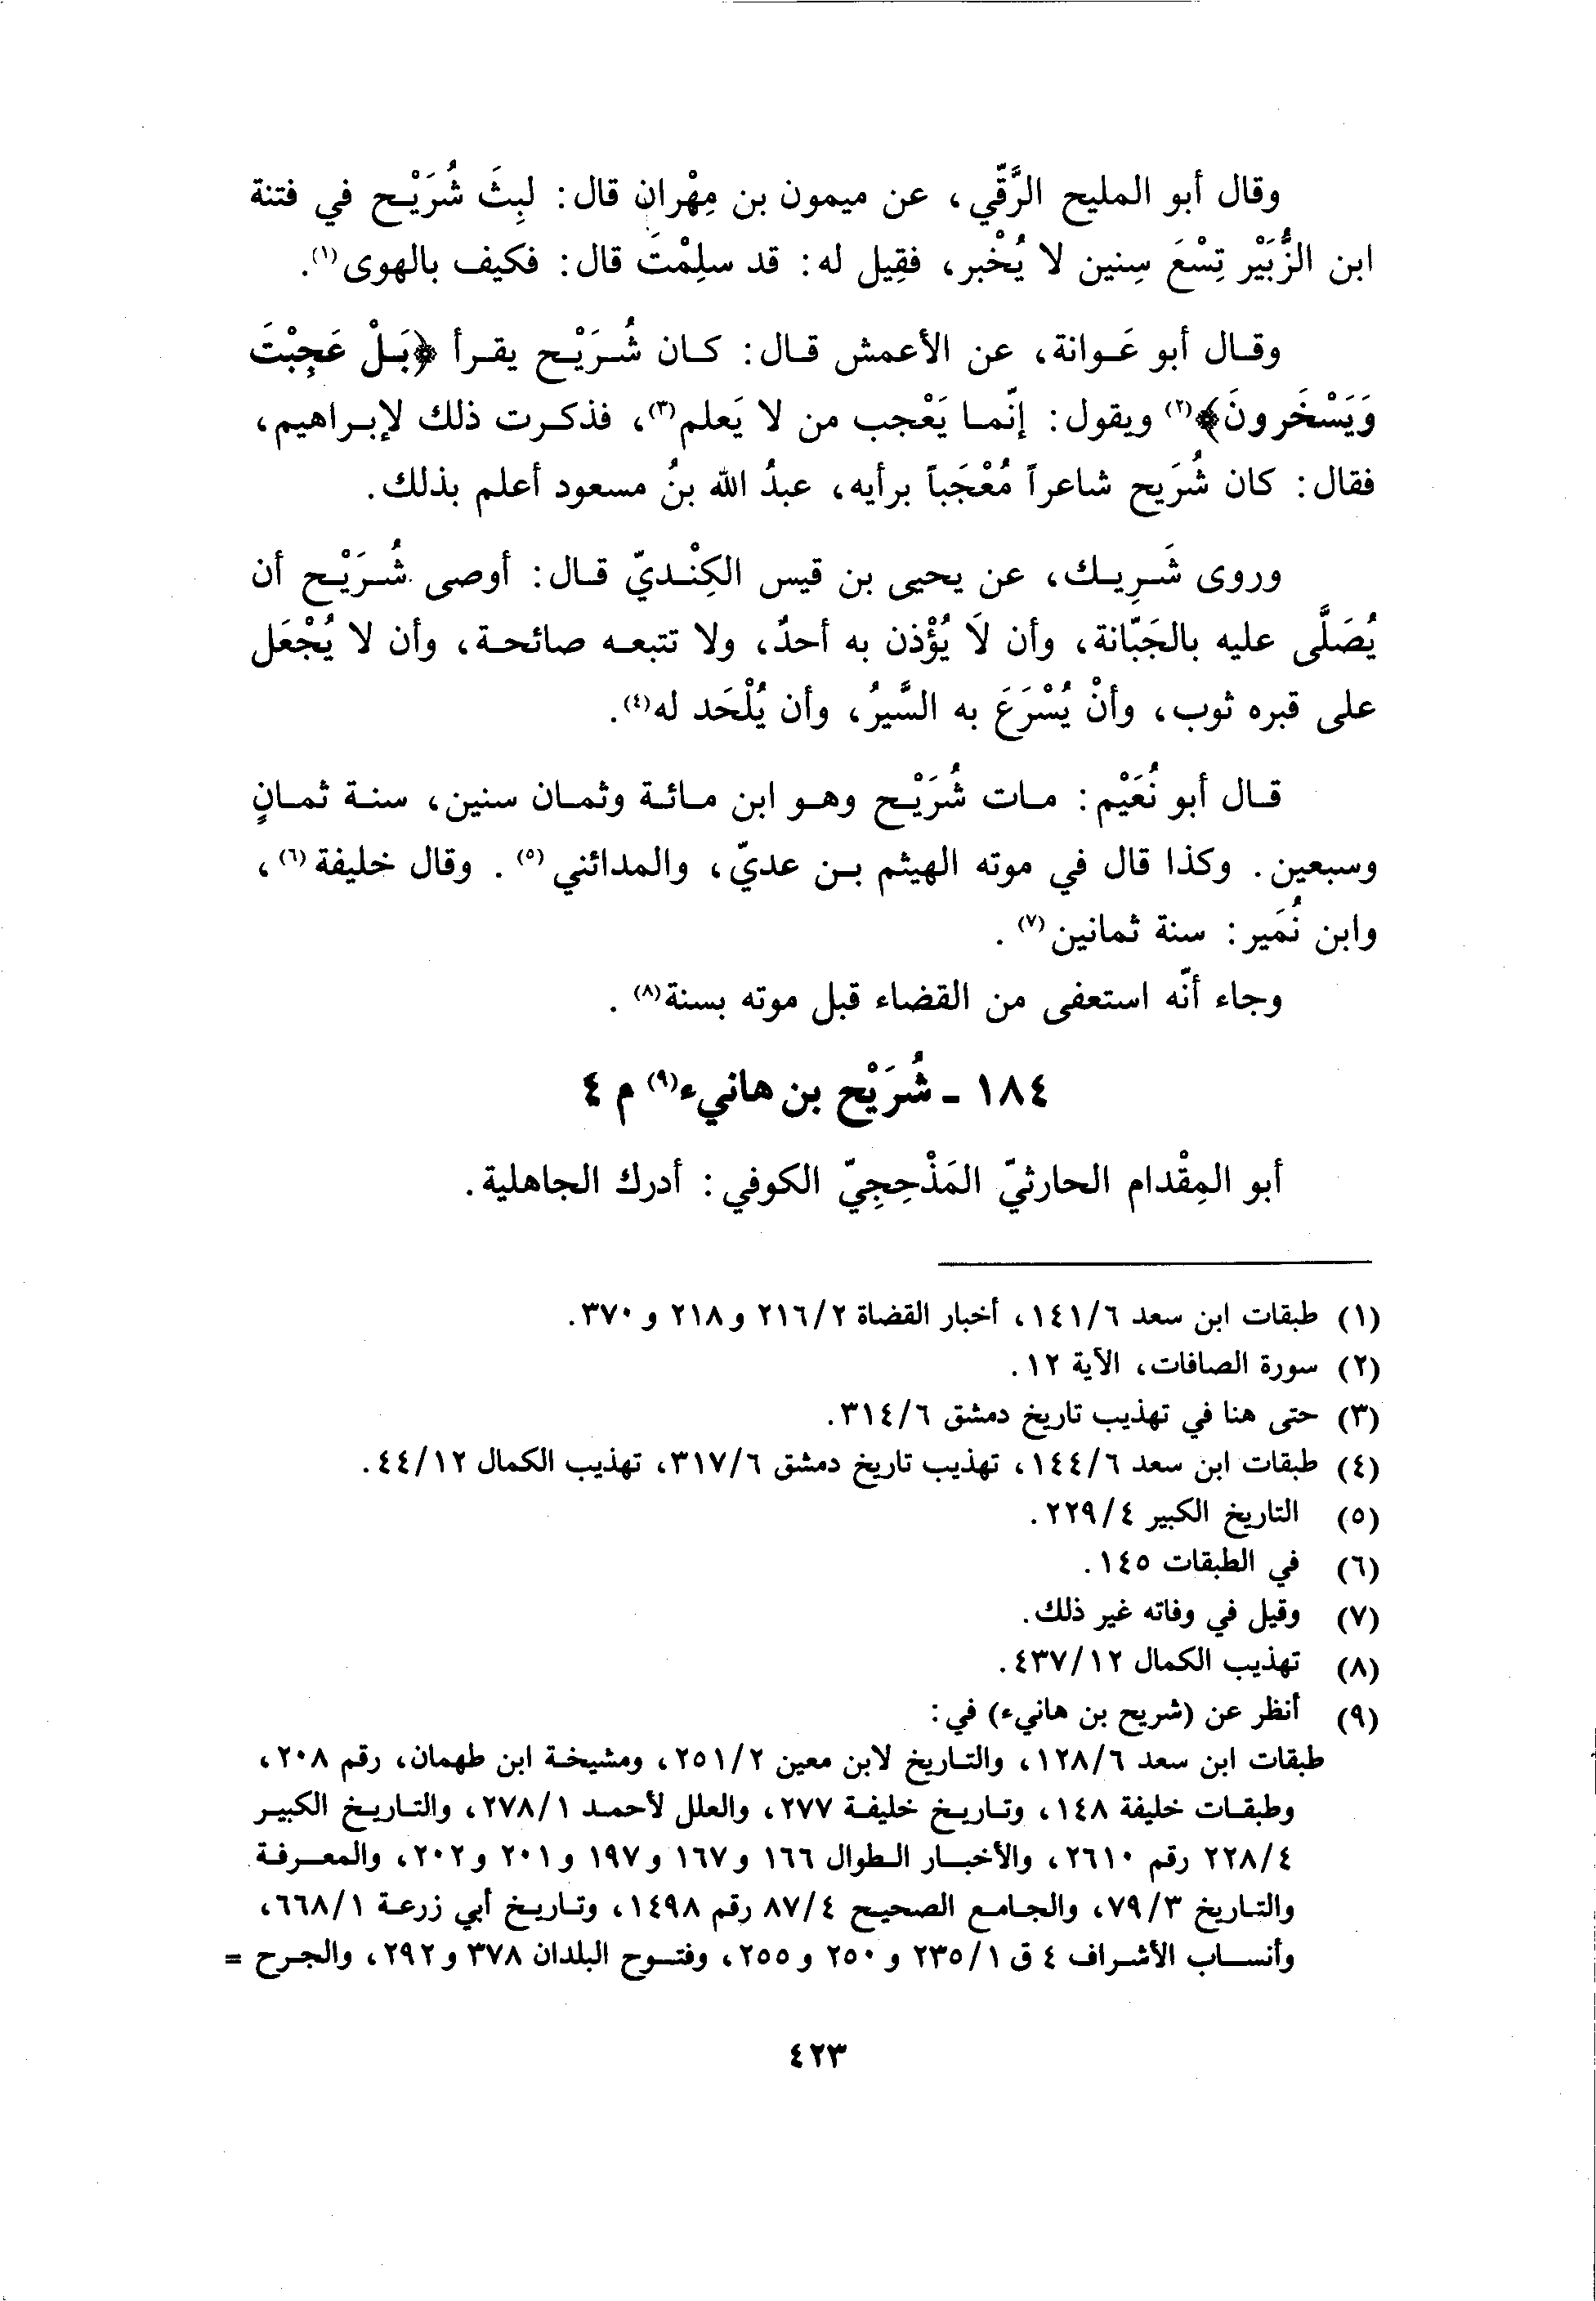 وقال أبو المليح الرَّقّي، عن ميمون بن مِهْران قال: لبِثَ شُرَيْح في فتنة
ابن الزُّبَيْر تِسْعَ سِنين لا يُخْبر، فقِيل له: قد سلِمْتَ قال: فكيف بالهوى(١).
وقال أبو عَوانة، عن الأعمش قال: كان شُرَيْح يقرأ ﴿بَلْ عَجِبْتَ
وَيَسْخَرونَ﴾(٢) ويقول: إنّما يَعْجب من لا يَعلم(٣)، فذكرت ذلك لإبراهيم،
فقال: كان شُرَيح شاعراً مُعْجَباً برأيه، عبدُ الله بنُ مسعود أعلم بذلك.
وروى شَرِيك، عن يحيى بن قيس الكِنْديّ قال: أوصى شُرَيْح أن
يُصَلَّى عليه بالجَبّانة، وأن لَا يُؤْذن به أحدٌ، ولا تتبعه صائحة، وأن لا يُجْعَل
على قبره ثوب، وأنْ يُسْرَعَ به السَّيرُ، وأن يُلْحَد له(٤).
قال أبو نُعَيْم: مات شُرَيْح وهو ابن مائة وثمان سنين، سنة ثمانٍ
وسبعين. وكذا قال في موته الهيثم بن عديّ، والمدائني(٥). وقال خليفة(٦)،
وابن نُمَير: سنة ثمانين(٧).
وجاء أنّه استعفى من القضاء قبل موته بسنة(٨).
١٨٤ - شُرَيْح بن هانيء(٩) م ٤
أبو المِقْدام الحارثيّ المَذْحِجِيّ الكوفي: أدرك الجاهلية.
(١) طبقات ابن سعد ١٤١/٦، أخبار القضاة ٢١٦/٢ و٢١٨ و ٣٧٠.
(٢) سورة الصافات، الآية ١٢.
(٣) حتى هنا في تهذيب تاريخ دمشق ٣١٤/٦.
(٤) طبقات ابن سعد ١٤٤/٦، تهذيب تاريخ دمشق ٣١٧/٦، تهذيب الكمال ٤٤/١٢.
(٥) التاريخ الكبير ٢٢٩/٤.
(٦) في الطبقات ١٤٥.
(٧) وقيل في وفاته غير ذلك.
(٨) تهذيب الكمال ٤٣٧/١٢.
(٩) أنظر عن (شريح بن هانيء) في:
طبقات ابن سعد ١٢٨/٦، والتاريخ لابن معين ٢٥١/٢، ومشيخة ابن طهمان، رقم ٢٠٨،
وطبقات خليفة ١٤٨، وتاريخ خليفة ٢٧٧، والعلل لأحمد ٢٧٨/١، والتاريخ الكبير
٢٢٨/٤ رقم ٢٦١٠، والأخبار الطوال ١٦٦ و١٦٧ و١٩٧ و٢٠١ و٢٠٢، والمعرفة
والتاريخ ٧٩/٣، والجامع الصحيح ٨٧/٤ رقم ١٤٩٨، وتاريخ أبي زرعة ٦٦٨/١،
وأنساب الأشراف ٤ ق ٢٣٥/١ و ٢٥٠ و ٢٥٥، وفتوح البلدان ٣٧٨ و٢٩٢، والجرح =
٤٢٣